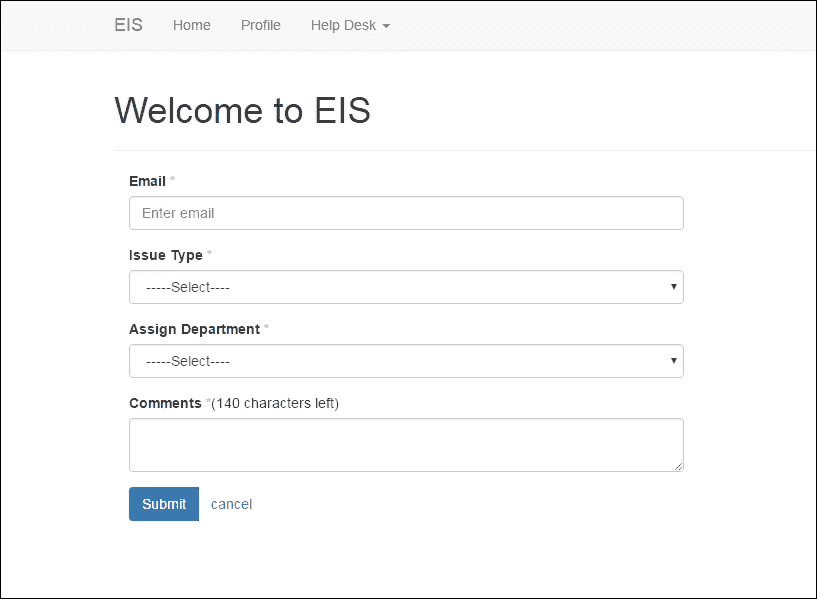 EIS Home Profile Help Desk
Welcome to EIS
Email *
Enter email
Issue Type *
-----Select----
Assign Department *
-----Select----
Comments *(140 characters left)
Submit cancel